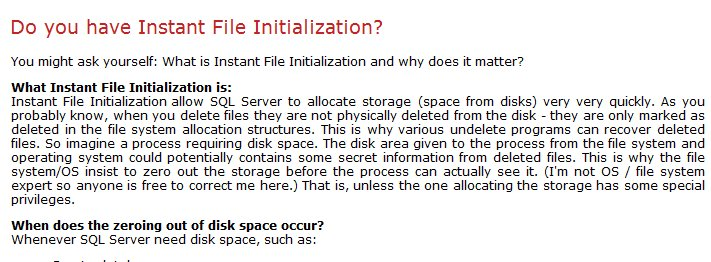 Do you have Instant File Initialization?
You might ask yourself: What is Instant File Initialization and why does it matter?
What Instant File Initialization is:
Instant File Initialization allow SQL Server to allocate storage (space from disks) very very quickly. As you
probably know, when you delete files they are not physically deleted from the disk - they are only marked as
deleted in the file system allocation structures. This is why various undelete programs can recover deleted
files. So imagine a process requiring disk space. The disk area given to the process from the file system and
operating system could potentially contains some secret information from deleted files. This is why the file
system/OS insist to zero out the storage before the process can actually see it. (I'm not OS / file system
expert so anyone is free to correct me here.) That is, unless the one allocating the storage has some special
privileges.
When does the zeroing out of disk space occur?
Whenever SQL Server need disk space, such as: